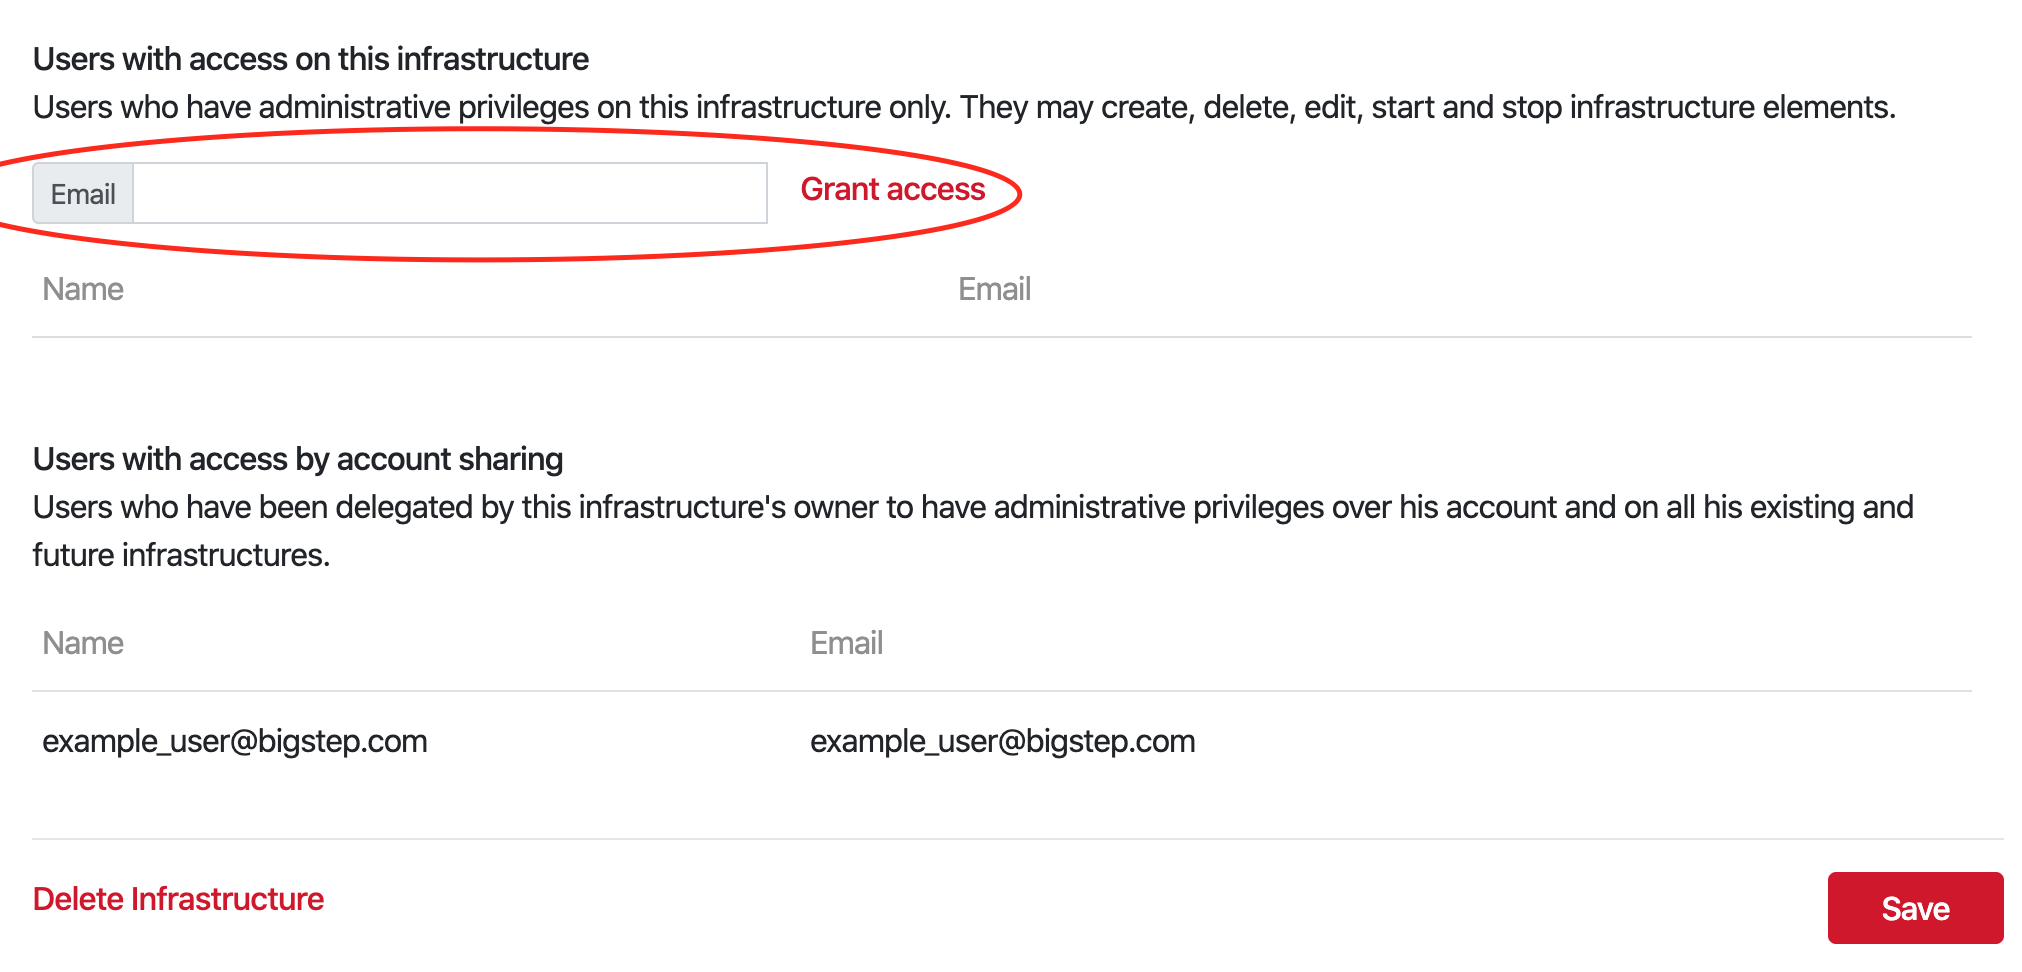 Users with access on this infrastructure
Users who have administrative privileges on this infrastructure only. They may create, delete, edit, start and stop infrastructure elements.
Email Grant access
Name Email
Users with access by account sharing
Users who have been delegated by this infrastructure's owner to have administrative privileges over his account and on all his existing and
future infrastructures.
Name Email
example_user@bigstep.com example_user@bigstep.com
Delete Infrastructure Save